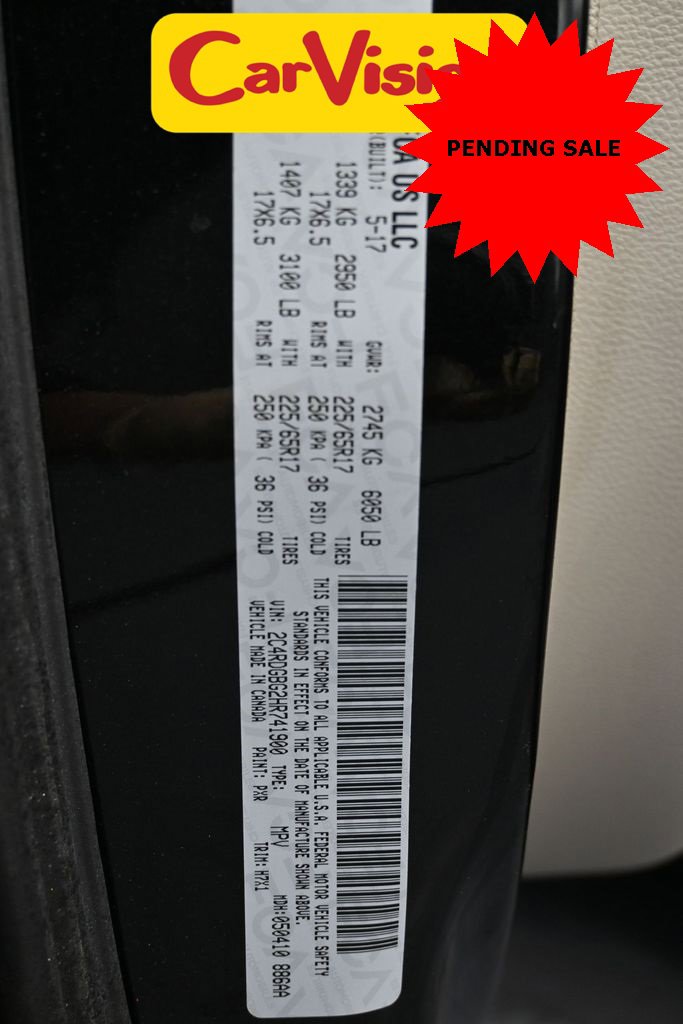 CarVisio
PENDING SALE
CA US LLC
(BUILT): 5-17 GVWR: 2745 KG 6050 LB
1339 KG 2950 LB WITH 225/65R17 TIRES
17X6.5 RIMS AT 250 KPA ( 36 PSI) COLD
1407 KG 3100 LB WITH 225/65R17 TIRES
17X6.5 RIMS AT 250 KPA ( 36 PSI) COLD
THIS VEHICLE CONFORMS TO ALL APPLICABLE U.S.A. FEDERAL MOTOR VEHICLE SAFETY
STANDARDS IN EFFECT ON THE DATE OF MANUFACTURE SHOWN ABOVE.
VIN: 2C4RDGBG2HR741900 TYPE: MPV MDH:050410 886AA
VEHICLE MADE IN CANADA PAINT: PXR TRIM: H7X1